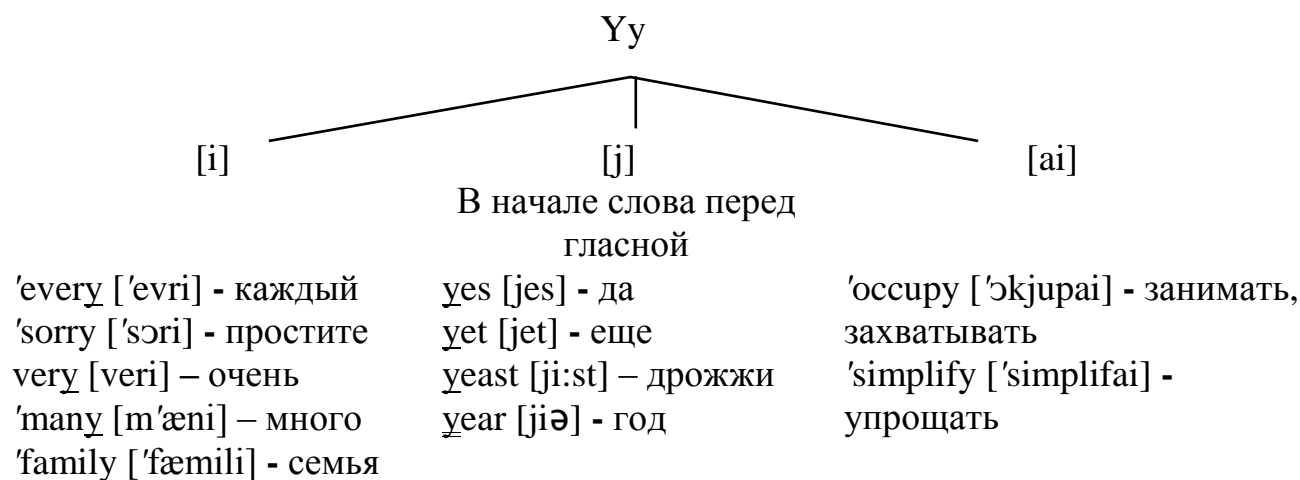 Yy
[i]
[j]
[ai]
В начале слова перед
гласной
'every ['evri] - каждый
'sorry ['sɔri] - простите
very [veri] – очень
'many [m'æni] – много
'family ['fæmili] - семья
yes [jes] - да
yet [jet] - еще
yeast [ji:st] – дрожжи
year [jiə] - год
'occupy ['ɔkjupai] - занимать,
захватывать
'simplify ['simplifai] -
упрощать